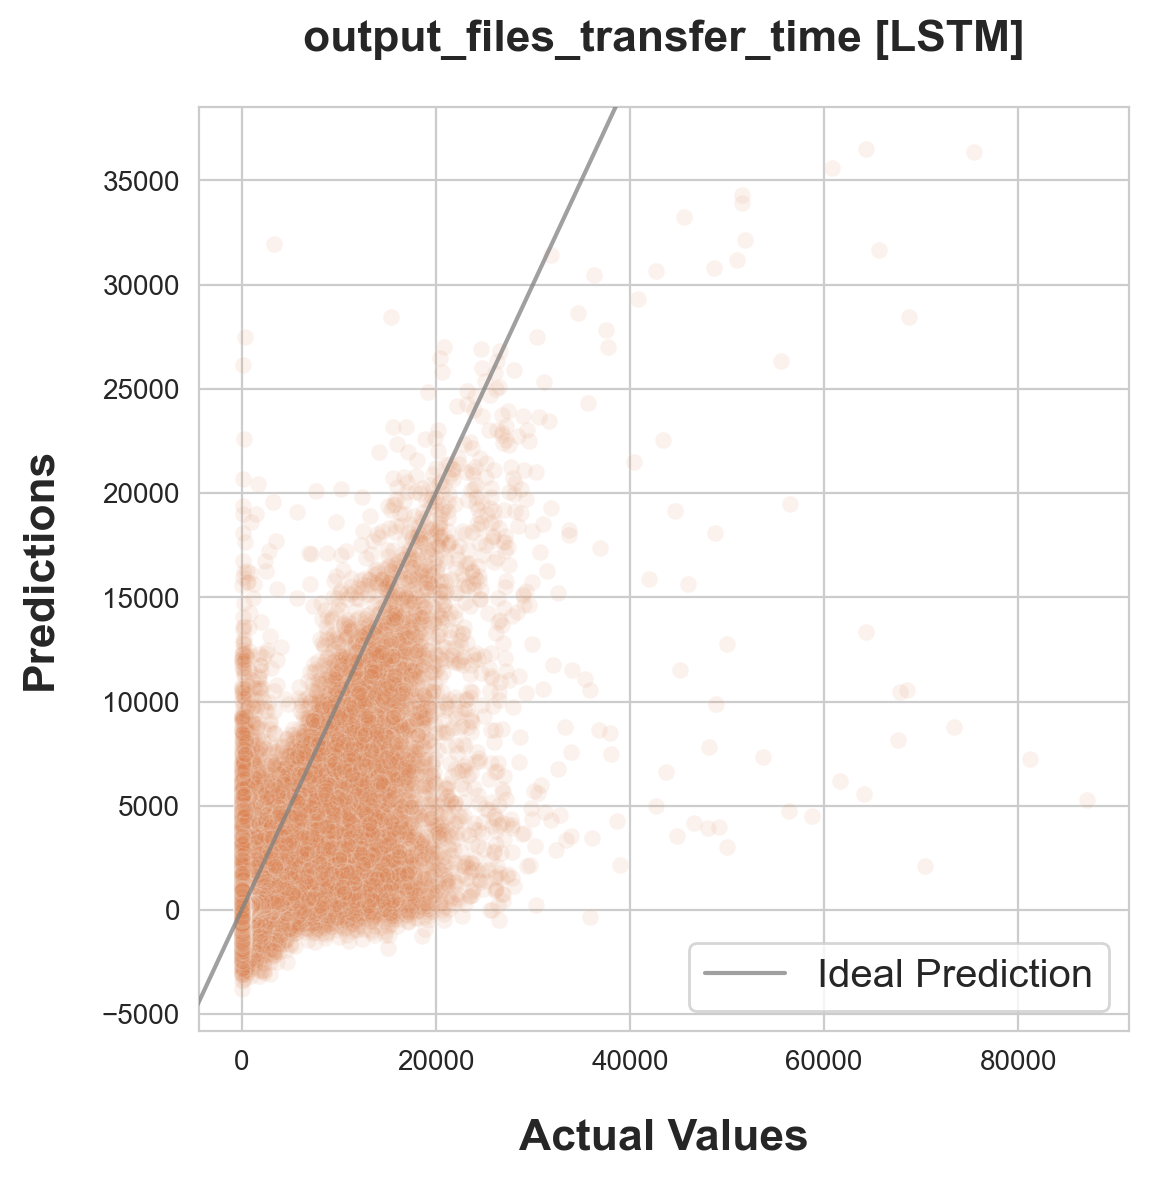 output_files_transfer_time [LSTM]
Predictions
35000
30000
25000
20000
15000
10000
5000
0
−5000
0 20000 40000 60000 80000
Actual Values
Ideal Prediction